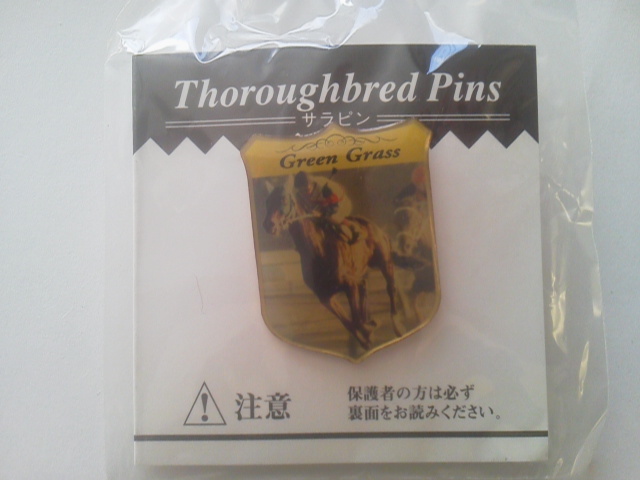 Thoroughbred Pins
サラピン
Green Grass
注意
保護者の方は必ず
裏面をお読みください。